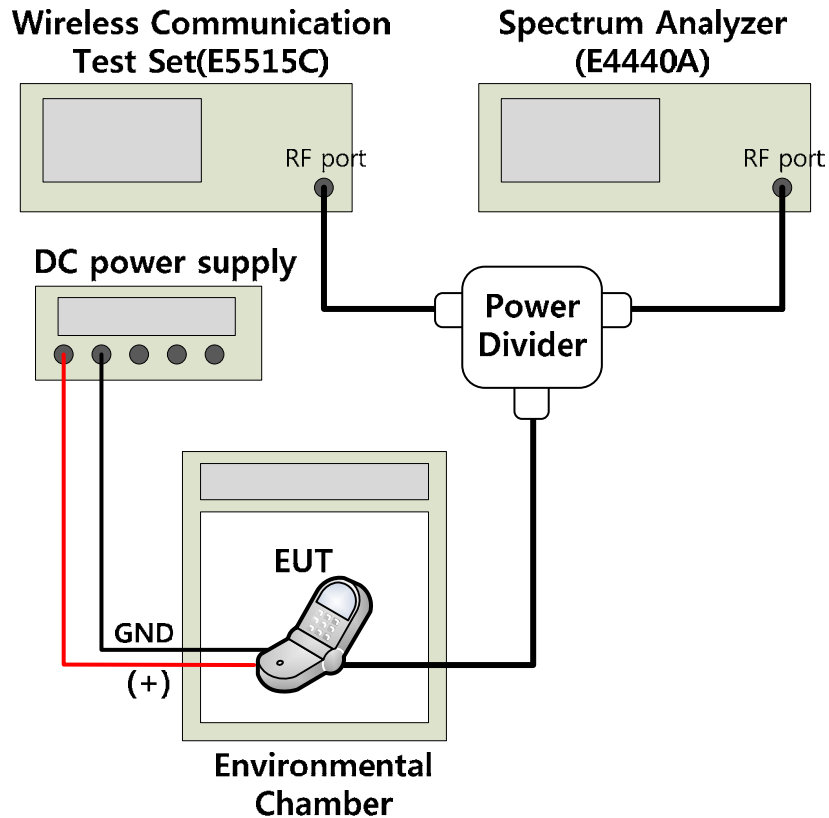 Wireless Communication
Test Set(E5515C)
Spectrum Analyzer
(E4440A)
RF port
RF port
DC power supply
Power
Divider
EUT
GND
(+)
Environmental
Chamber